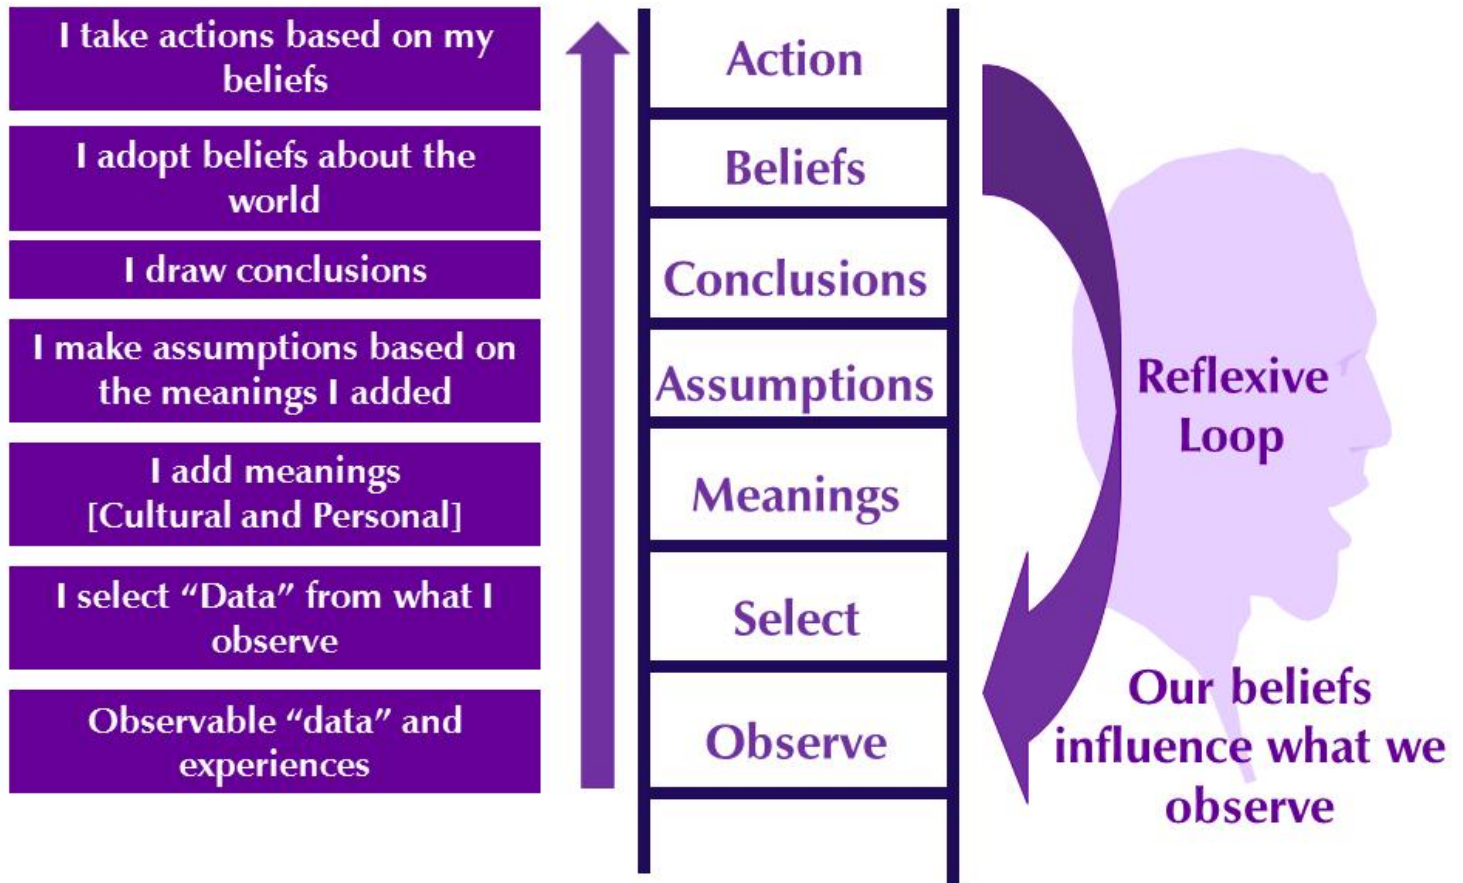 I take actions based on my
beliefs
I adopt beliefs about the
world
I draw conclusions
I make assumptions based on
the meanings I added
I add meanings
[Cultural and Personal]
I select “Data” from what I
observe
Observable “data” and
experiences
Action
Beliefs
Conclusions
Assumptions
Meanings
Select
Observe
Reflexive
Loop
Our beliefs
influence what we
observe